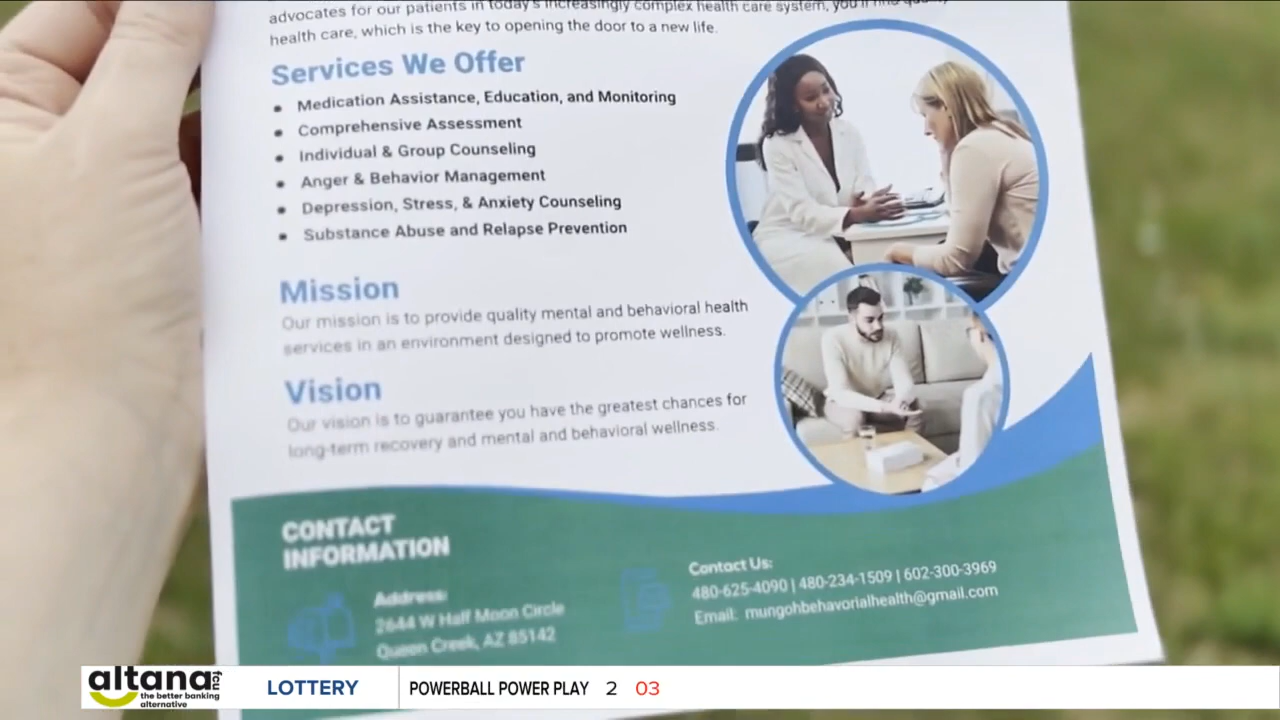 advocates for our patients in today's increasingly complex health care system, you'll find
health care, which is the key to opening the door to a new life.
Services We Offer
• Medication Assistance, Education, and Monitoring
• Comprehensive Assessment
• Individual & Group Counseling
• Anger & Behavior Management
• Depression, Stress, & Anxiety Counseling
• Substance Abuse and Relapse Prevention
Mission
Our mission is to provide quality mental and behavioral health
services in an environment designed to promote wellness.
Vision
Our vision is to guarantee you have the greatest chances for
long-term recovery and mental and behavioral wellness.
CONTACT
INFORMATION
Address:
2644 W Half Moon Circle
Queen Creek, AZ 85142
Contact Us:
480-625-4090 | 480-234-1509 | 602-300-3969
Email: mungohbehavorialhealth@gmail.com
altana fcu
the better banking
alternative
LOTTERY
POWERBALL POWER PLAY 2 03